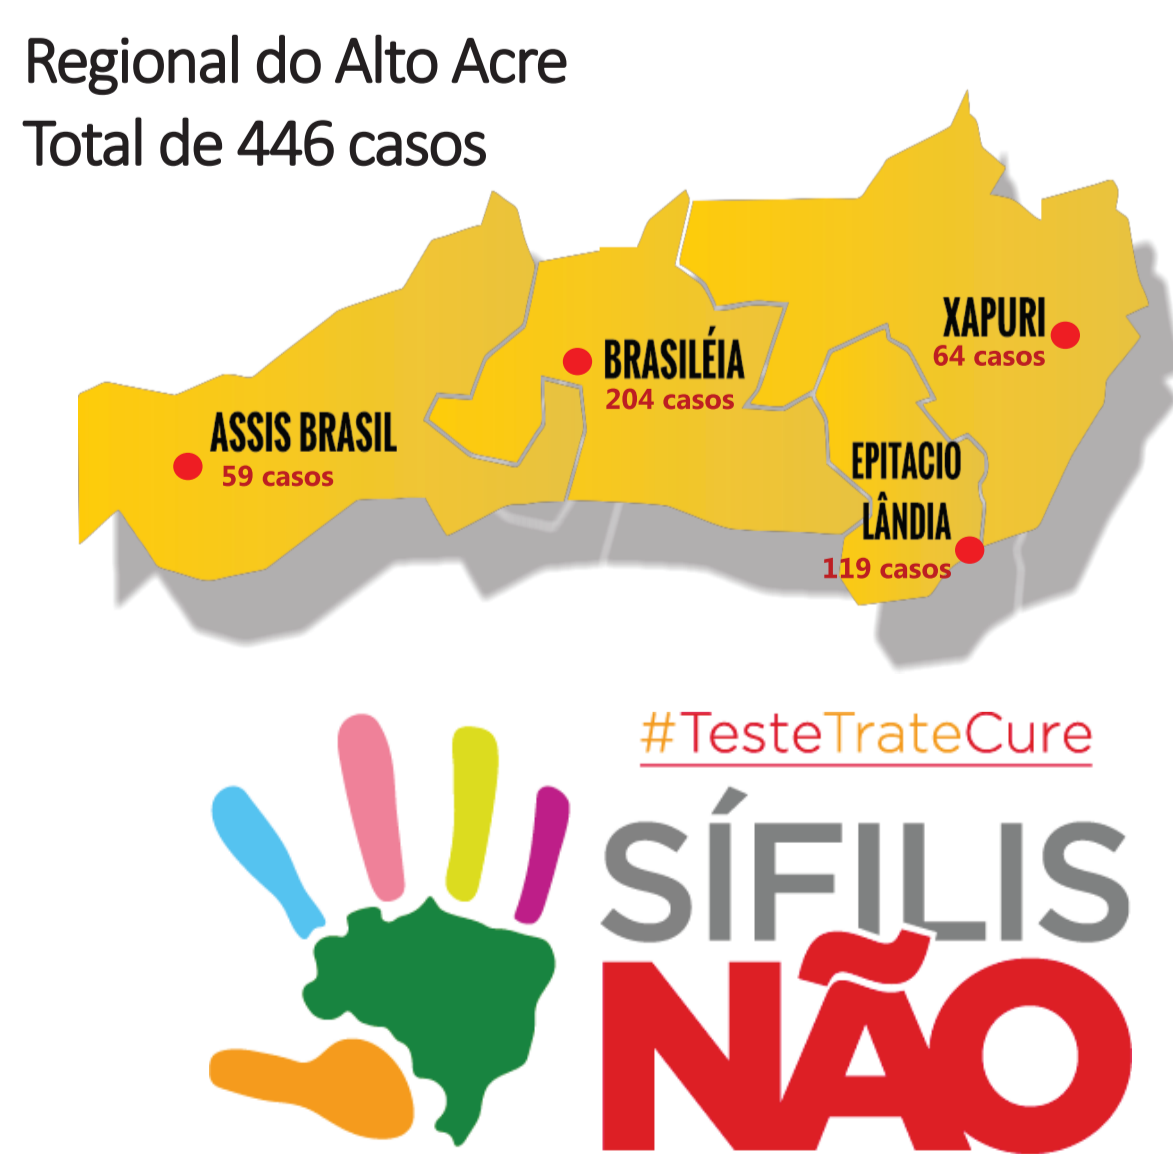 Regional do Alto Acre
Total de 446 casos
XAPURI
64 casos
BRASILÉIA
204 casos
ASSIS BRASIL
59 casos
EPITACIO
LÂNDIA
119 casos
#TesteTrateCure
SÍFILIS
NÃO